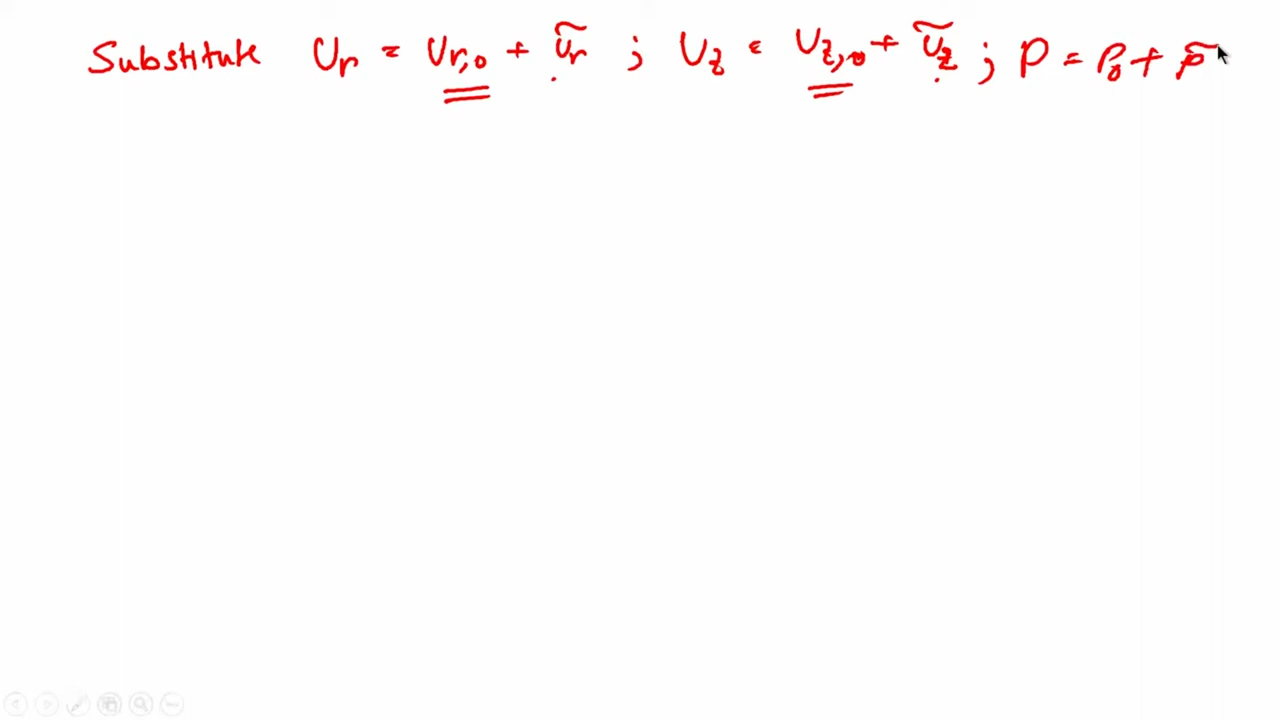 Substitute Ur = Ur,0 + ũr ; Uz = Uz,0 + Ũz ; P = P0 + p̃